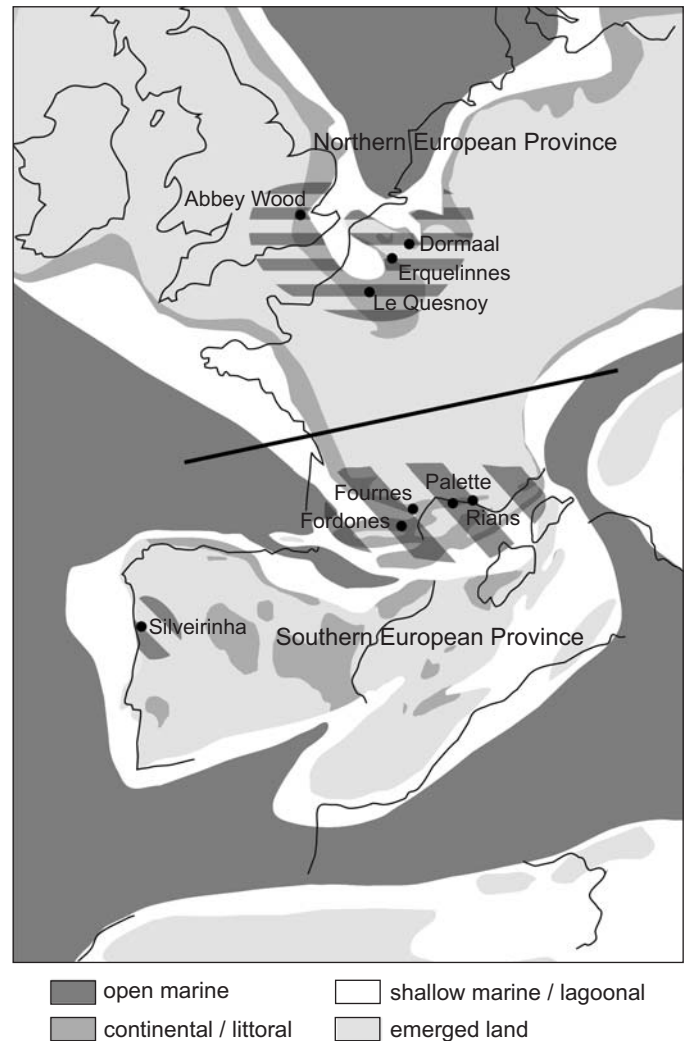 Northern European Province
Abbey Wood
Dormaal
Erquelinnes
Le Quesnoy
Fournes
Palette
Fordones
Rians
Silveirinha
Southern European Province
open marine
shallow marine / lagoonal
continental / littoral
emerged land